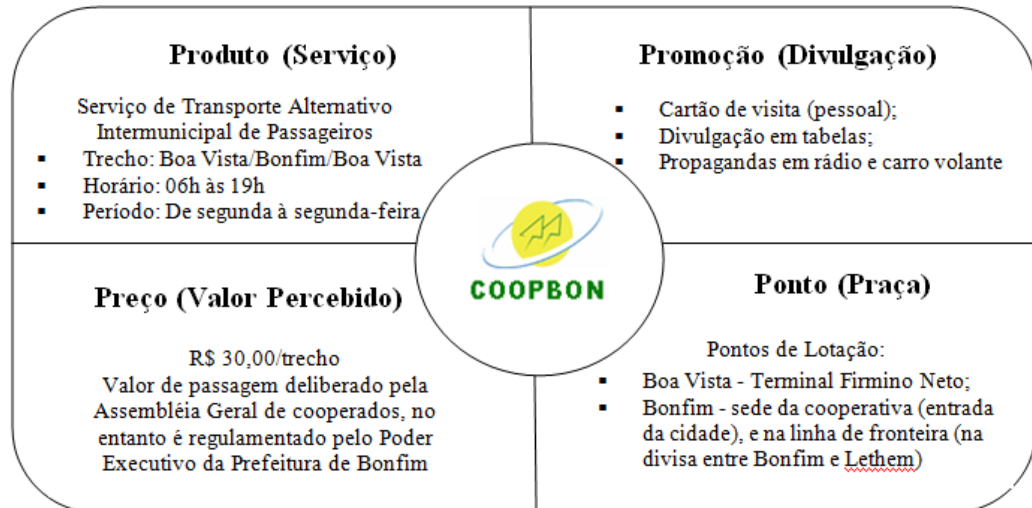 Produto (Serviço)
Serviço de Transporte Alternativo
Intermunicipal de Passageiros
▪ Trecho: Boa Vista/Bonfim/Boa Vista
▪ Horário: 06h às 19h
▪ Período: De segunda à segunda-feira
Promoção (Divulgação)
▪ Cartão de visita (pessoal);
▪ Divulgação em tabelas;
▪ Propagandas em rádio e carro volante
COOPBON
Preço (Valor Percebido)
R$ 30,00/trecho
Valor de passagem deliberado pela
Assembléia Geral de cooperados, no
entanto é regulamentado pelo Poder
Executivo da Prefeitura de Bonfim
Ponto (Praça)
Pontos de Lotação:
▪ Boa Vista - Terminal Firmino Neto;
▪ Bonfim - sede da cooperativa (entrada
da cidade), e na linha de fronteira (na
divisa entre Bonfim e Lethem)